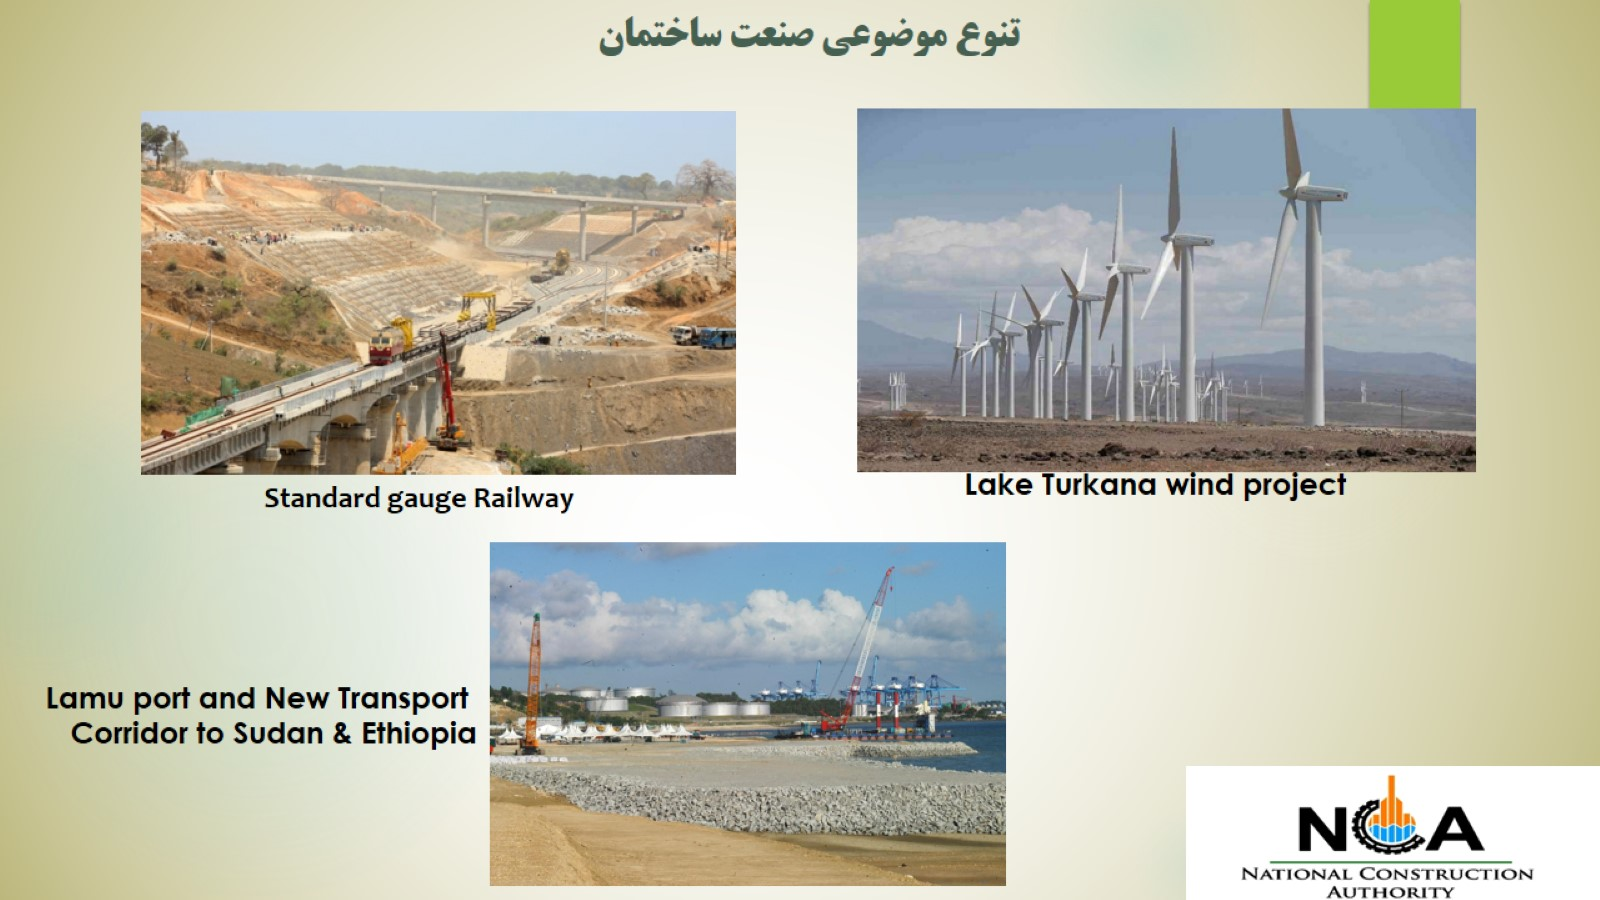 تنوع موضوعی صنعت ساختمان
Standard gauge Railway
Lake Turkana wind project
Lamu port and New Transport
Corridor to Sudan & Ethiopia
NCA
NATIONAL CONSTRUCTION
AUTHORITY